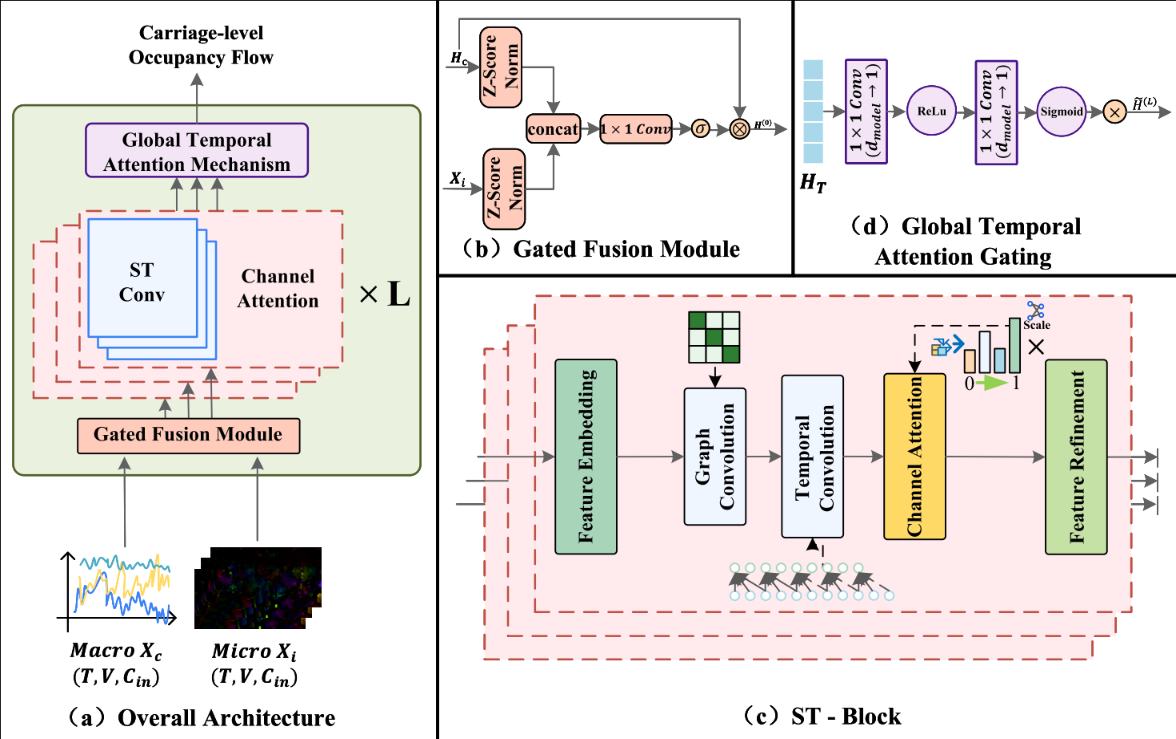 Carriage-level
Occupancy Flow
Global Temporal
Attention Mechanism
ST
Conv
Channel
Attention
× L
Gated Fusion Module
Macro X_c
(T, V, C_in)
Micro X_i
(T, V, C_in)
（a）Overall Architecture
H_c
Z-Score
Norm
concat
1 × 1 Conv
σ
⊗
H^(0)
X_i
Z-Score
Norm
（b）Gated Fusion Module
H_T
1 × 1 Conv
(d_model → 1)
ReLu
1 × 1 Conv
(d_model → 1)
Sigmoid
×
H̃^(L)
（d）Global Temporal
Attention Gating
Feature Embedding
Graph
Convolution
Temporal
Convolution
Channel Attention
0
1
Scale
×
Feature Refinement
（c）ST - Block